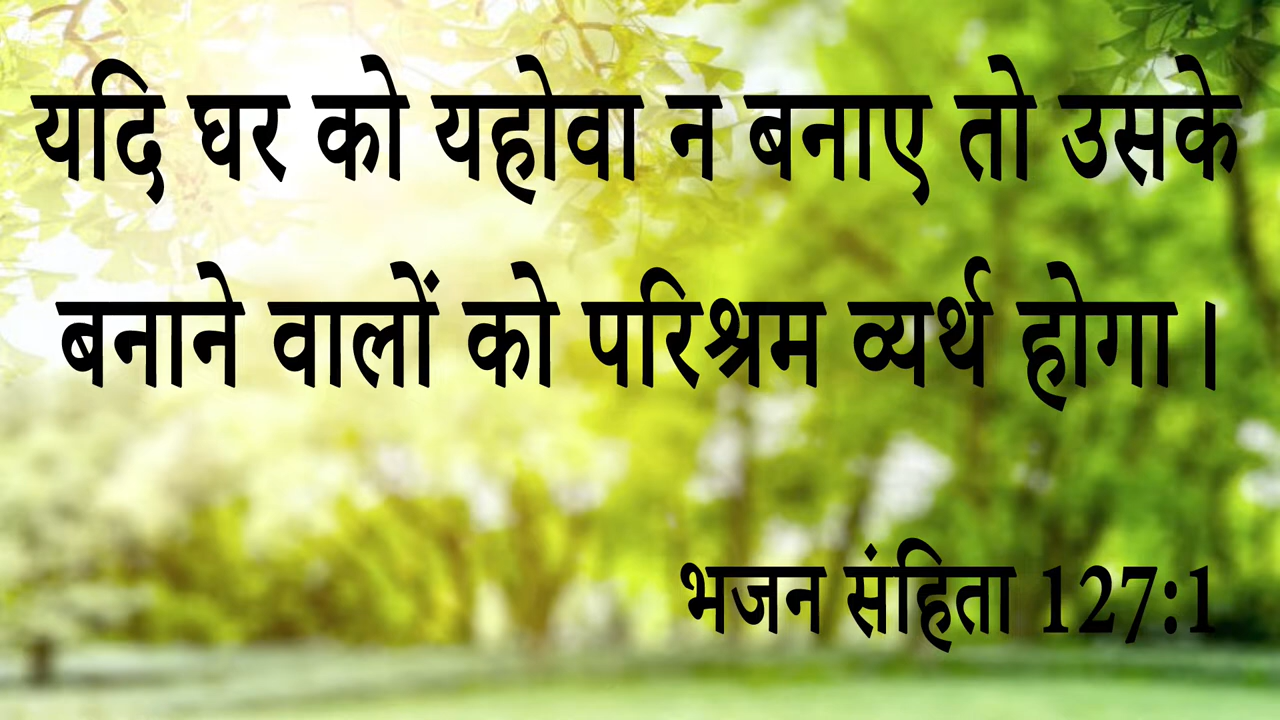 यदि घर को यहोवा न बनाए तो उसके
बनाने वालों को परिश्रम व्यर्थ होगा।
भजन संहिता 127:1